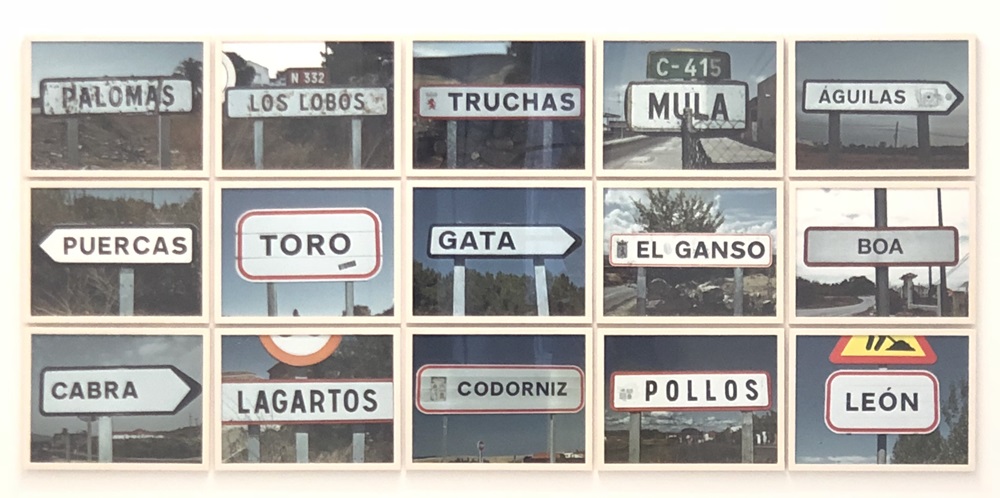 PALOMAS
N 332
LOS LOBOS
TRUCHAS
C-415
MULA
ÁGUILAS
PUERCAS
TORO
GATA
EL GANSO
BOA
CABRA
LAGARTOS
CODORNIZ
POLLOS
LEÓN